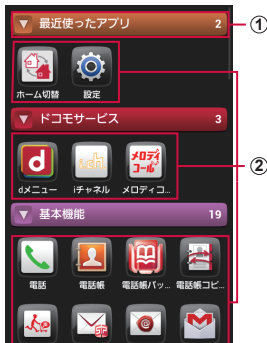 最近使ったアプリ 2 ①
ホーム切替 設定
ドコモサービス 3
d i ch メロディコール ②
dメニュー iチャネル メロディコ...
基本機能 19
電話 電話帳 電話帳バッ... 電話帳コピ...